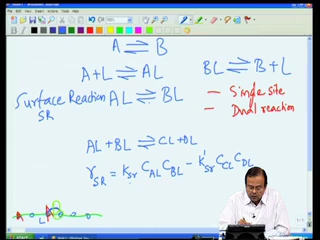 A ⇌ B
A + L ⇌ AL
BL ⇌ B + L
Surface Reaction AL ⇌ BL
SR
– Single site
– Dual reaction
AL + BL ⇌ CL + DL
r_SR = K_sr C_AL C_BL – K'_sr C_CL C_DL
A L